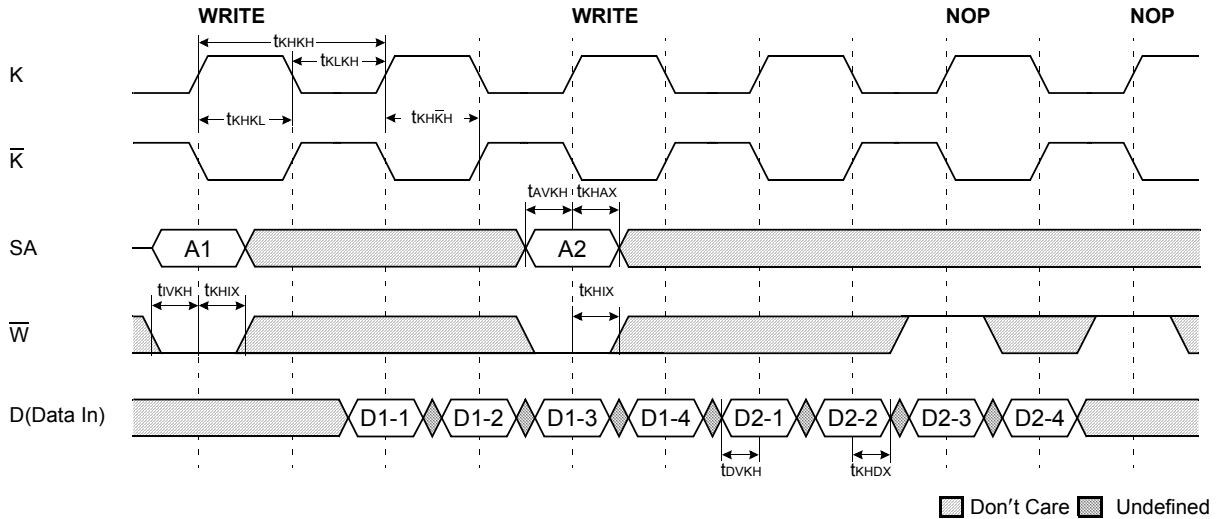 WRITE WRITE NOP NOP
tKHKH
tKLKH
K
tKHKL tKHK̅H
K̅
tAVKH tKHAX
SA A1 A2
tIVKH tKHIX tKHIX
W̅
D(Data In) D1-1 D1-2 D1-3 D1-4 D2-1 D2-2 D2-3 D2-4
tDVKH tKHDX
Don't Care Undefined